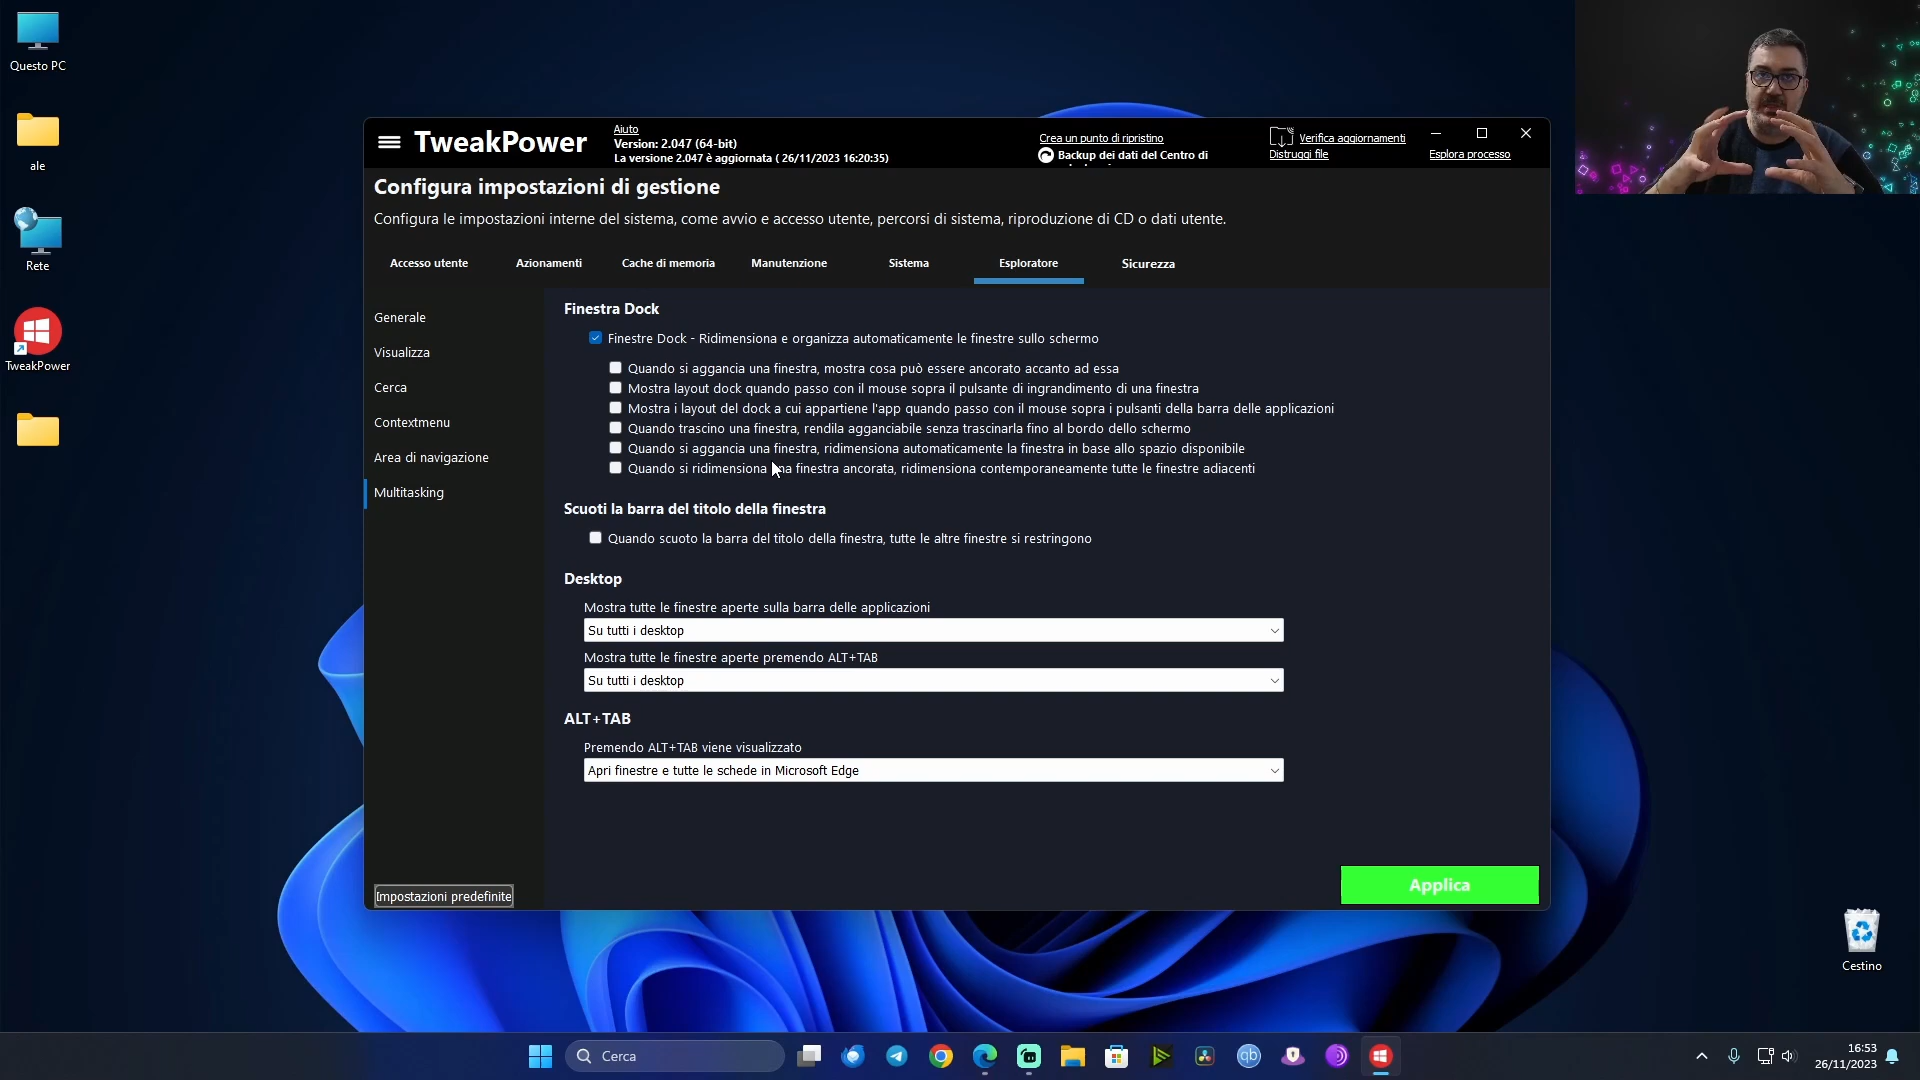 Questo PC
ale
Rete
TweakPower
TweakPower
Aiuto
Version: 2.047 (64-bit)
La versione 2.047 è aggiornata ( 26/11/2023 16:20:35)
Crea un punto di ripristino
Backup dei dati del Centro di
Verifica aggiornamenti
Distruggi file
Esplora processo
Configura impostazioni di gestione
Configura le impostazioni interne del sistema, come avvio e accesso utente, percorsi di sistema, riproduzione di CD o dati utente.
Accesso utente
Azionamenti
Cache di memoria
Manutenzione
Sistema
Esploratore
Sicurezza
Generale
Visualizza
Cerca
Contextmenu
Area di navigazione
Multitasking
Impostazioni predefinite
Finestra Dock
Finestre Dock - Ridimensiona e organizza automaticamente le finestre sullo schermo
Quando si aggancia una finestra, mostra cosa può essere ancorato accanto ad essa
Mostra layout dock quando passo con il mouse sopra il pulsante di ingrandimento di una finestra
Mostra i layout del dock a cui appartiene l'app quando passo con il mouse sopra i pulsanti della barra delle applicazioni
Quando trascino una finestra, rendila agganciabile senza trascinarla fino al bordo dello schermo
Quando si aggancia una finestra, ridimensiona automaticamente la finestra in base allo spazio disponibile
Quando si ridimensiona una finestra ancorata, ridimensiona contemporaneamente tutte le finestre adiacenti
Scuoti la barra del titolo della finestra
Quando scuoto la barra del titolo della finestra, tutte le altre finestre si restringono
Desktop
Mostra tutte le finestre aperte sulla barra delle applicazioni
Su tutti i desktop
Mostra tutte le finestre aperte premendo ALT+TAB
Su tutti i desktop
ALT+TAB
Premendo ALT+TAB viene visualizzato
Apri finestre e tutte le schede in Microsoft Edge
Applica
Cestino
Cerca
qb
16:53
26/11/2023